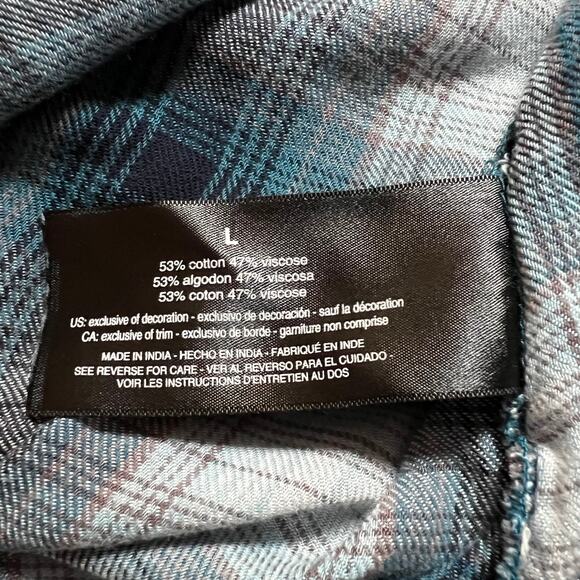 L
53% cotton 47% viscose
53% algodon 47% viscosa
53% coton 47% viscose
US: exclusive of decoration - exclusivo de decoración - sauf la décoration
CA: exclusive of trim - exclusivo de borde - garniture non comprise
MADE IN INDIA - HECHO EN INDIA - FABRIQUÉ EN INDE
SEE REVERSE FOR CARE - VER AL REVERSO PARA EL CUIDADO -
VOIR LES INSTRUCTIONS D'ENTRETIEN AU DOS